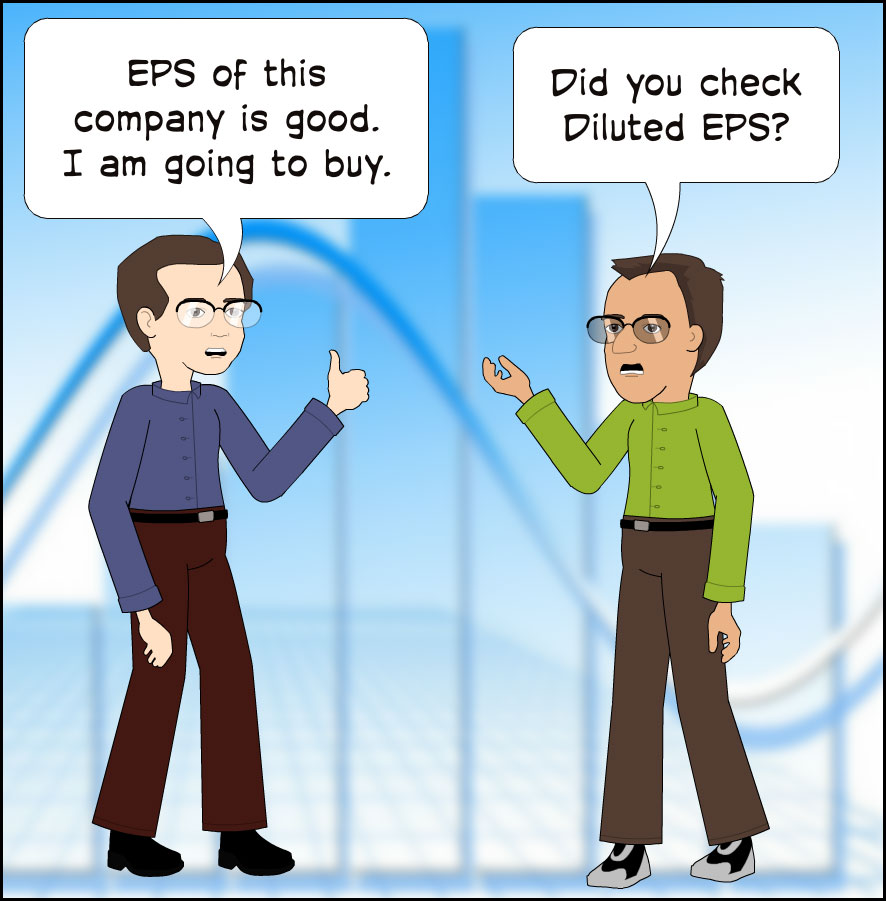 EPS of this
company is good.
I am going to buy.
Did you check
Diluted EPS?